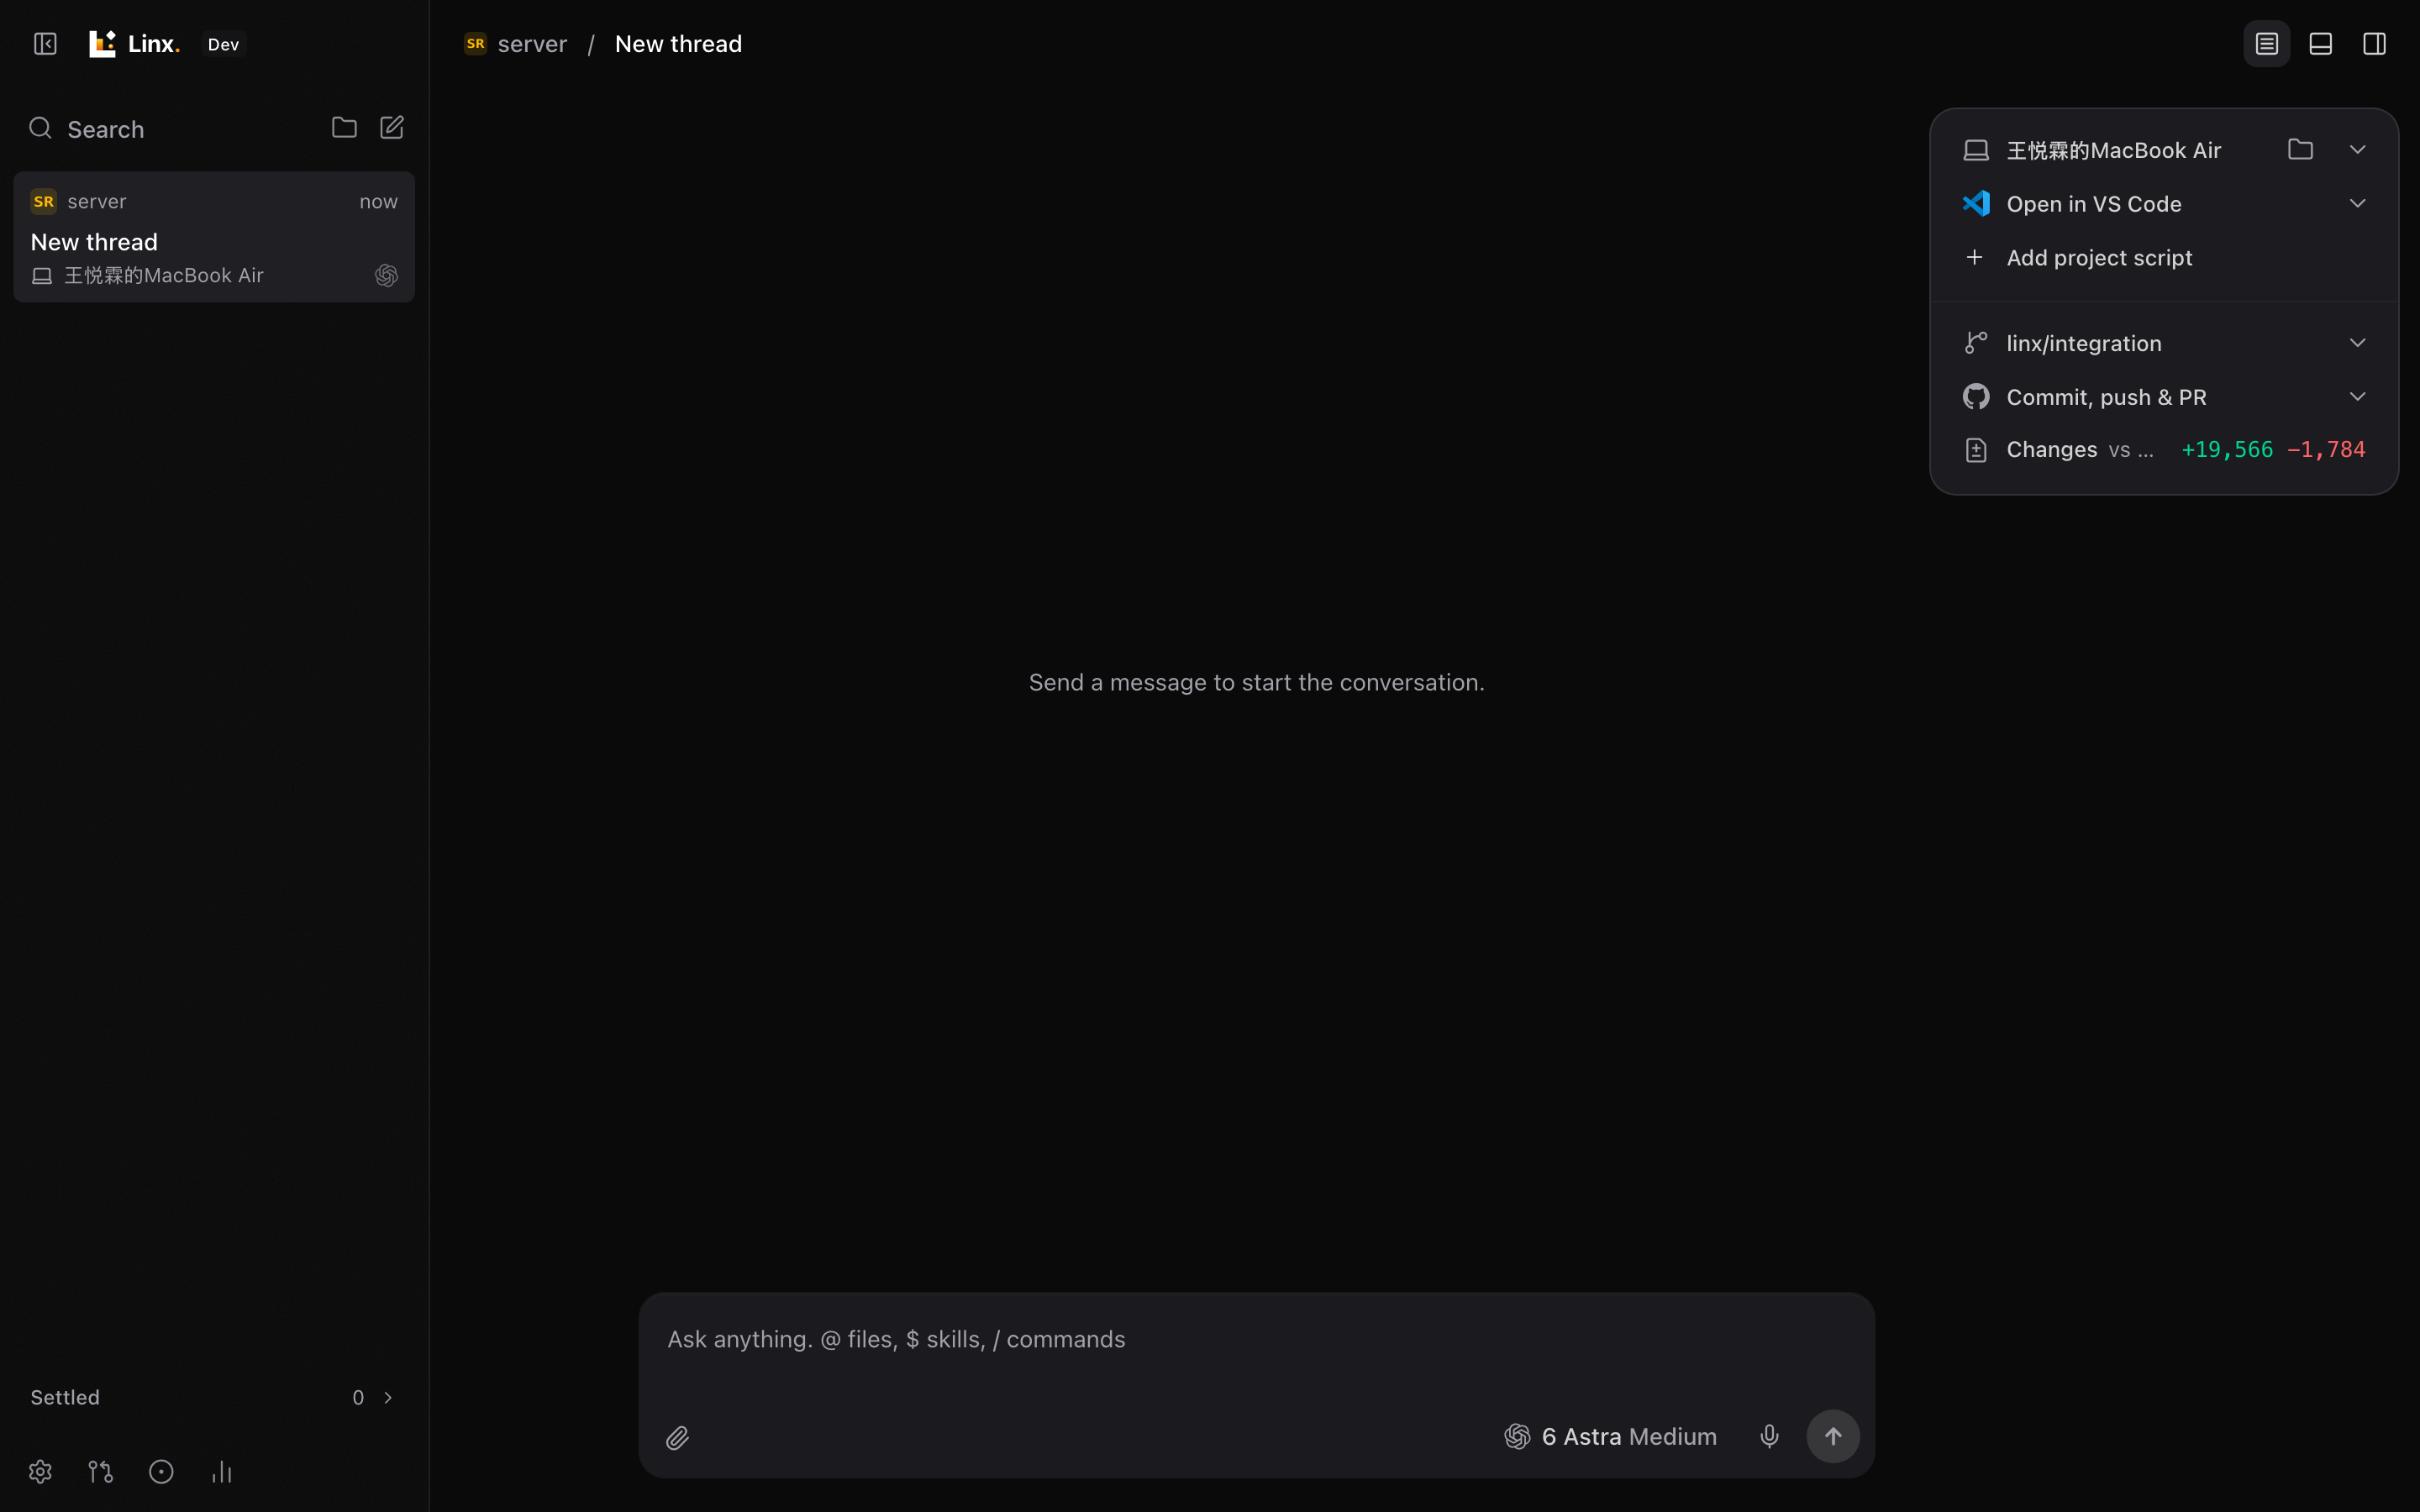 Linx. Dev
Search
SR server now
New thread
王悦霖的MacBook Air
Settled 0
SR server / New thread
王悦霖的MacBook Air
Open in VS Code
Add project script
linx/integration
Commit, push & PR
Changes vs ... +19,566 −1,784
Send a message to start the conversation.
Ask anything. @ files, $ skills, / commands
6 Astra Medium